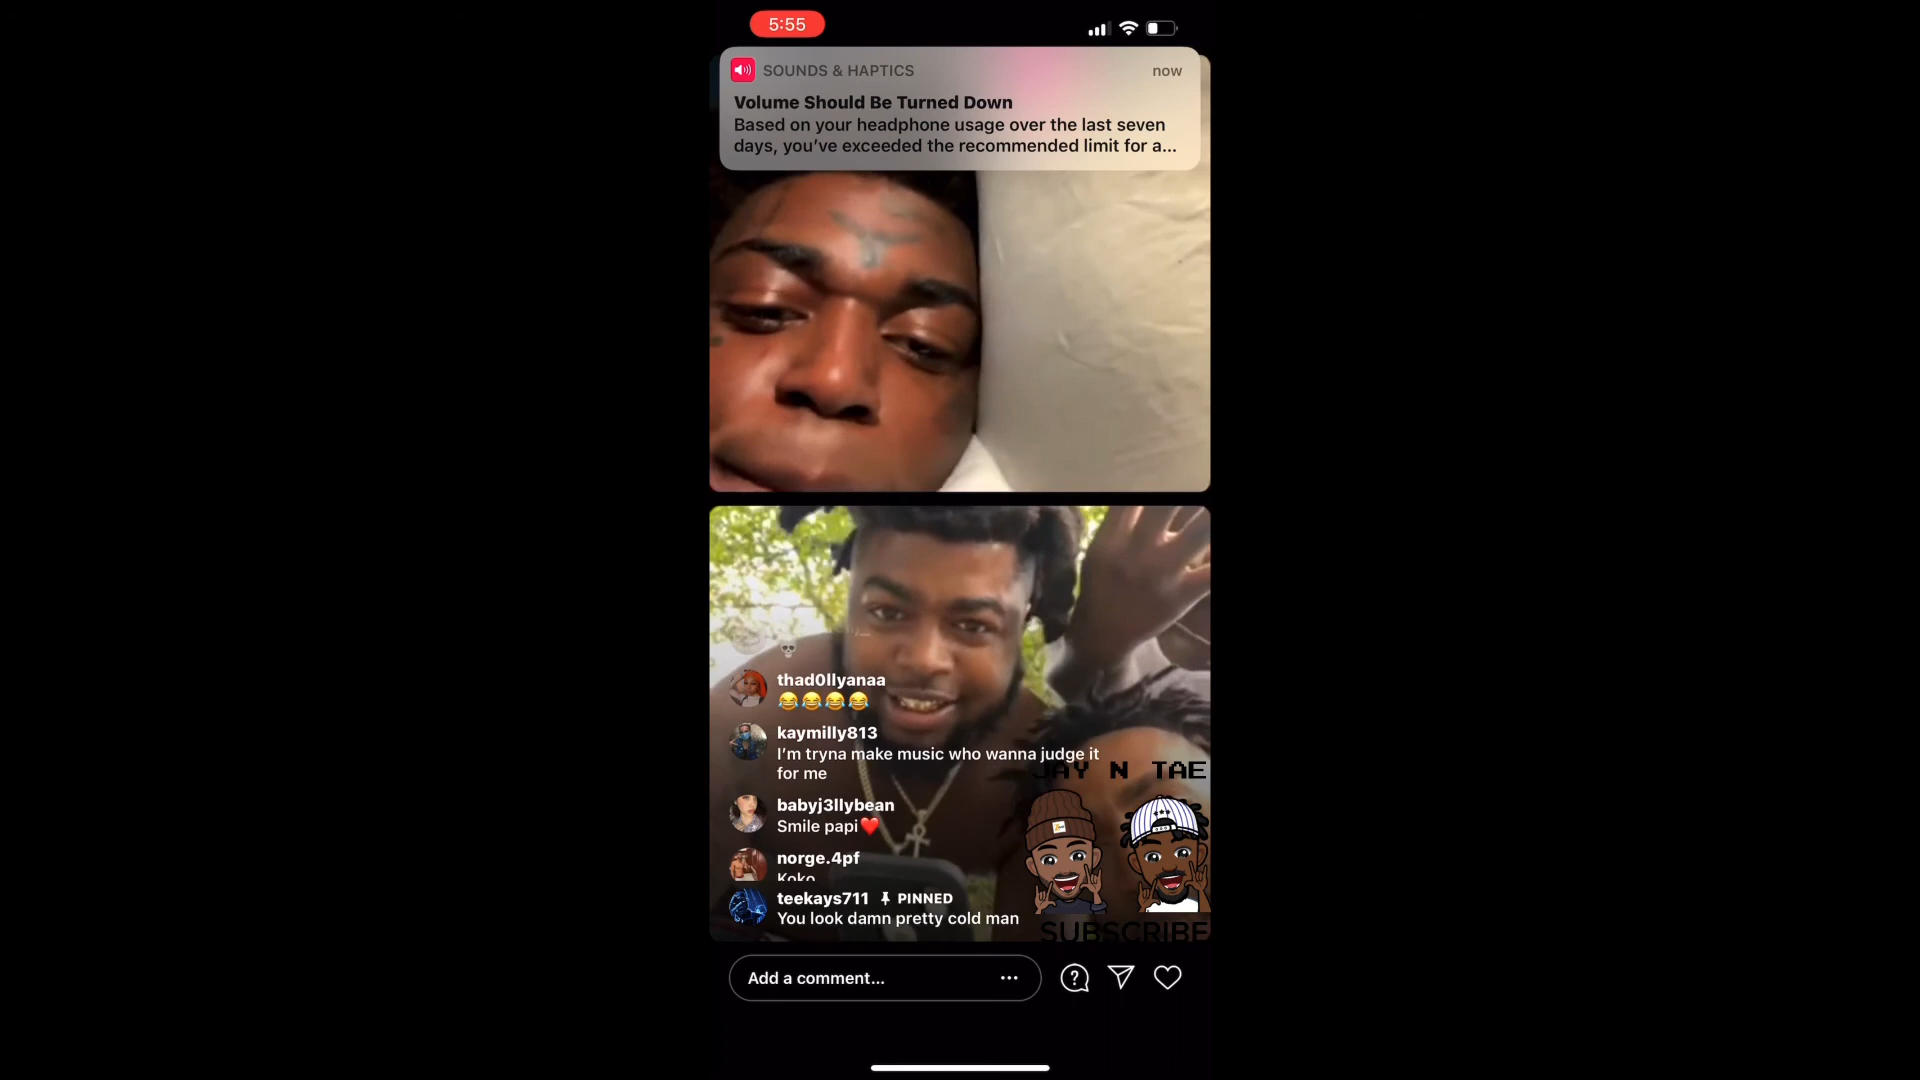 5:55
SOUNDS & HAPTICS
now
Volume Should Be Turned Down
Based on your headphone usage over the last seven
days, you've exceeded the recommended limit for a...
thad0llyanaa
😂😂😂😂
kaymilly813
I'm tryna make music who wanna judge it
for me
JAY N TAE
babyj3llybean
Smile papi❤️
norge.4pf
Koko
teekays711 PINNED
You look damn pretty cold man
SUBSCRIBE
Add a comment...